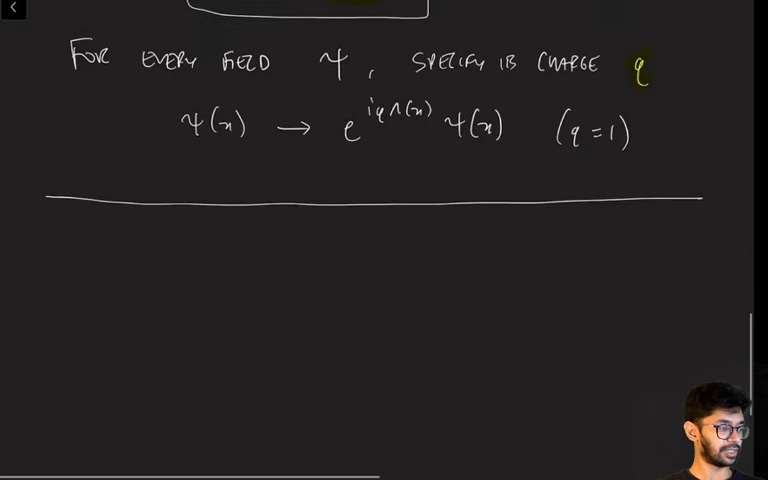 FOR EVERY FIELD ψ, SPECIFY ITS CHARGE q
ψ(x) → e^{iqΛ(x)} ψ(x) (q = 1)